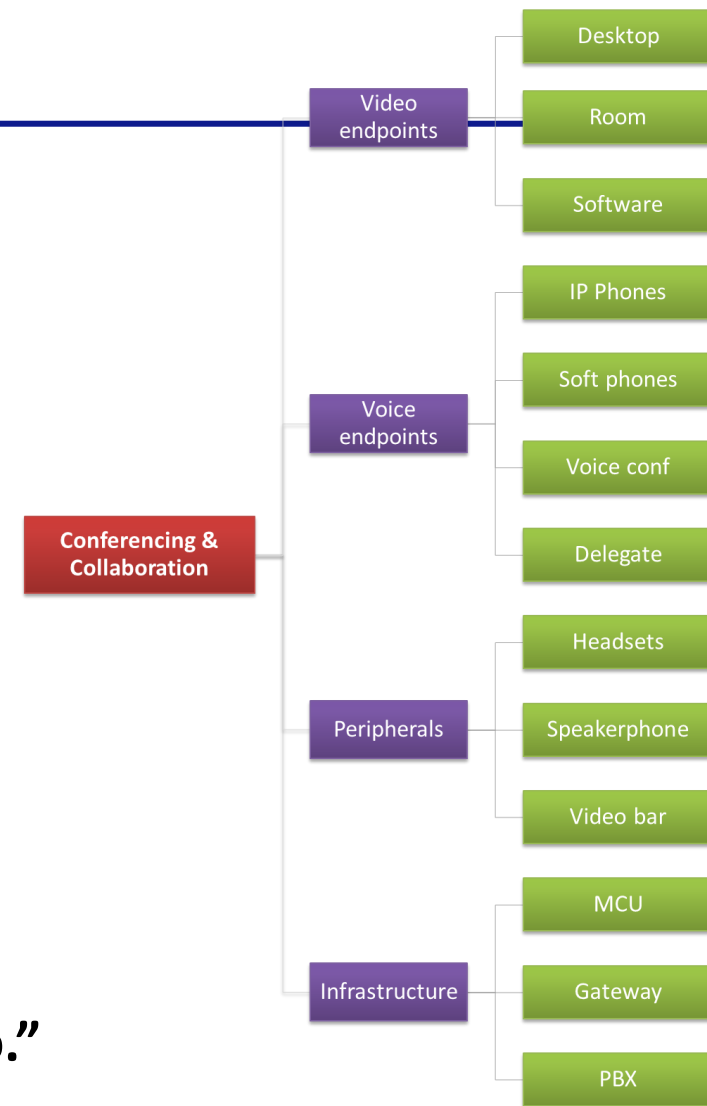 Conferencing &
Collaboration
Video
endpoints
Desktop
Room
Software
Voice
endpoints
IP Phones
Soft phones
Voice conf
Delegate
Peripherals
Headsets
Speakerphone
Video bar
Infrastructure
MCU
Gateway
PBX
.”